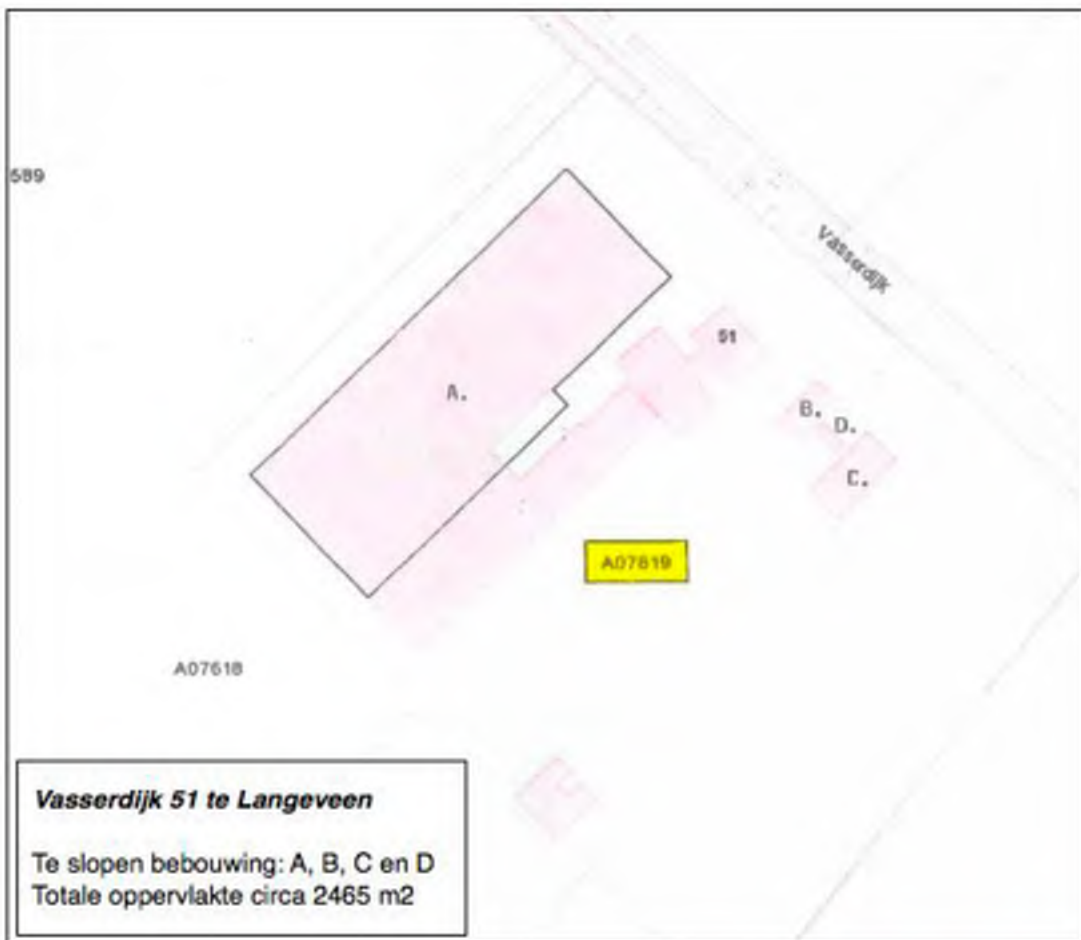 589
Vasserdijk
51
A.
B.
D.
C.
A07619
A07618
Vasserdijk 51 te Langeveen
Te slopen bebouwing: A, B, C en D
Totale oppervlakte circa 2465 m2